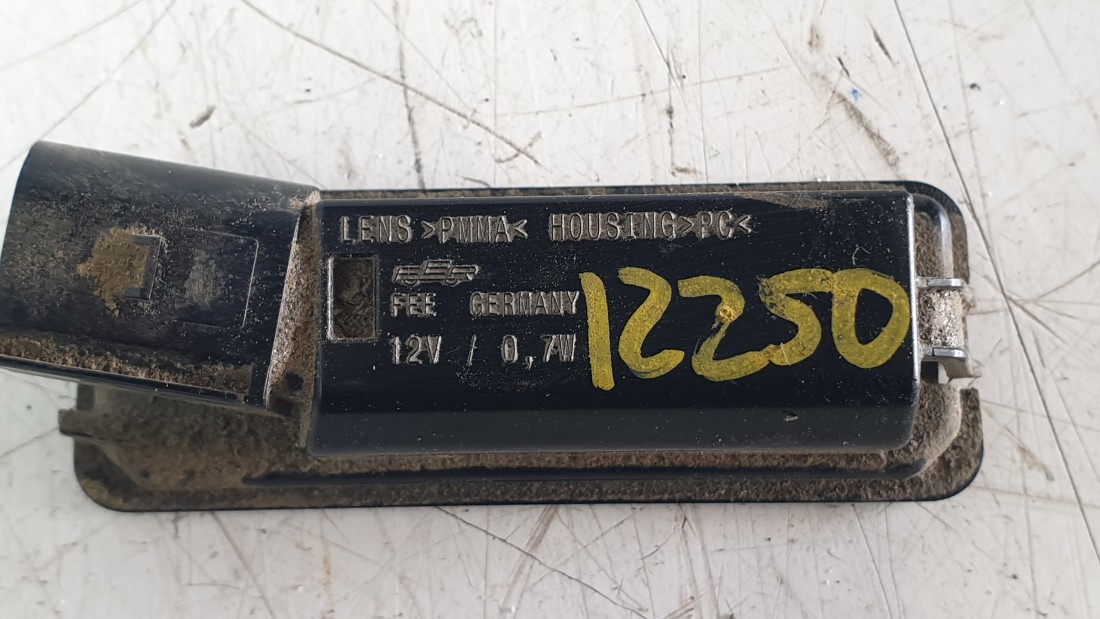 LENS >PMMA< HOUSING >PC<
FEE GERMANY
12V / 0,7W
12250